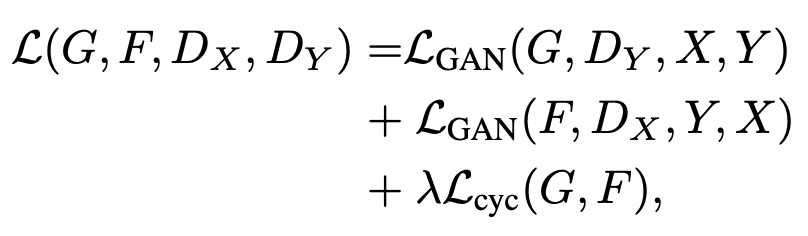 ℒ(G, F, D_X, D_Y) =ℒ_GAN(G, D_Y, X, Y)
+ ℒ_GAN(F, D_X, Y, X)
+ λℒ_cyc(G, F),